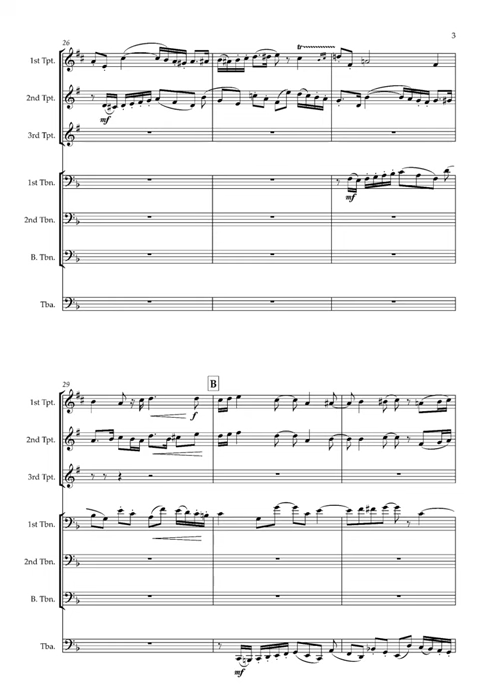 3
26
1st Tpt.
2nd Tpt.
mf
3rd Tpt.
1st Tbn.
mf
2nd Tbn.
B. Tbn.
Tba.
29
B
1st Tpt.
f
2nd Tpt.
3rd Tpt.
1st Tbn.
2nd Tbn.
B. Tbn.
Tba.
mf